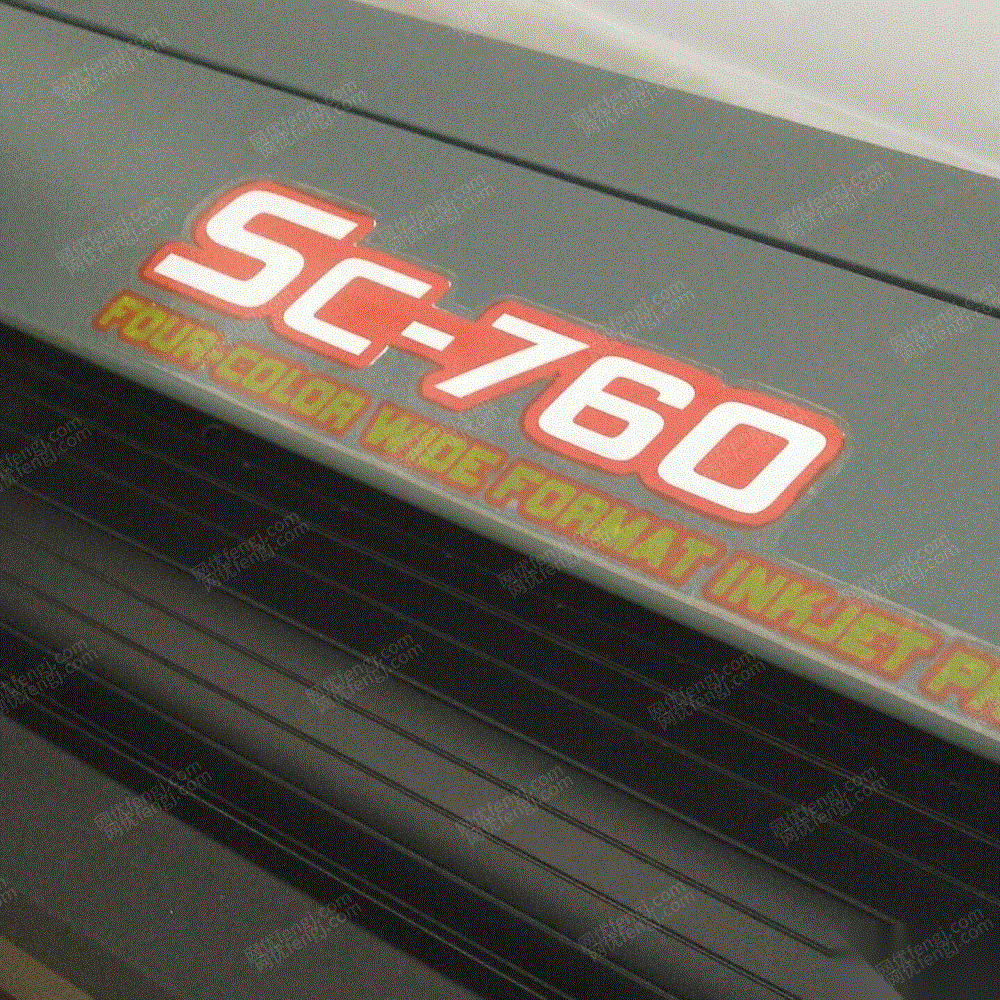 SC-760
FOUR-COLOR WIDE FORMAT INKJET